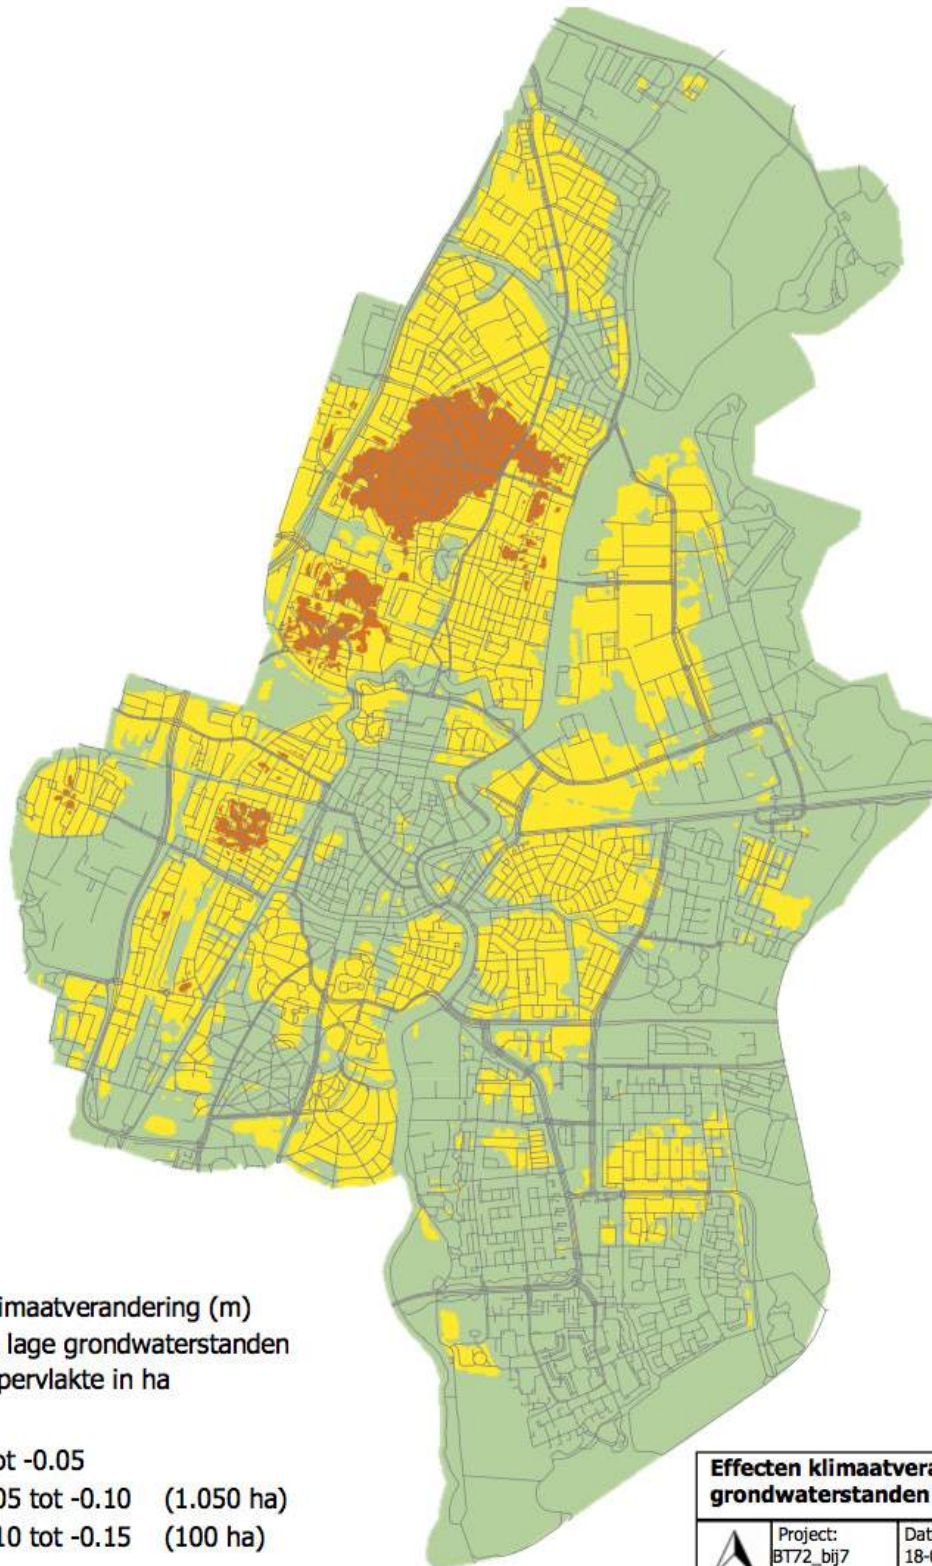 limaatverandering (m)
lage grondwaterstanden
pervlakte in ha
ot -0.05
05 tot -0.10 (1.050 ha)
10 tot -0.15 (100 ha)
Effecten klimaatvera
grondwaterstanden
Project:
BT72_bij7
Dat
18-